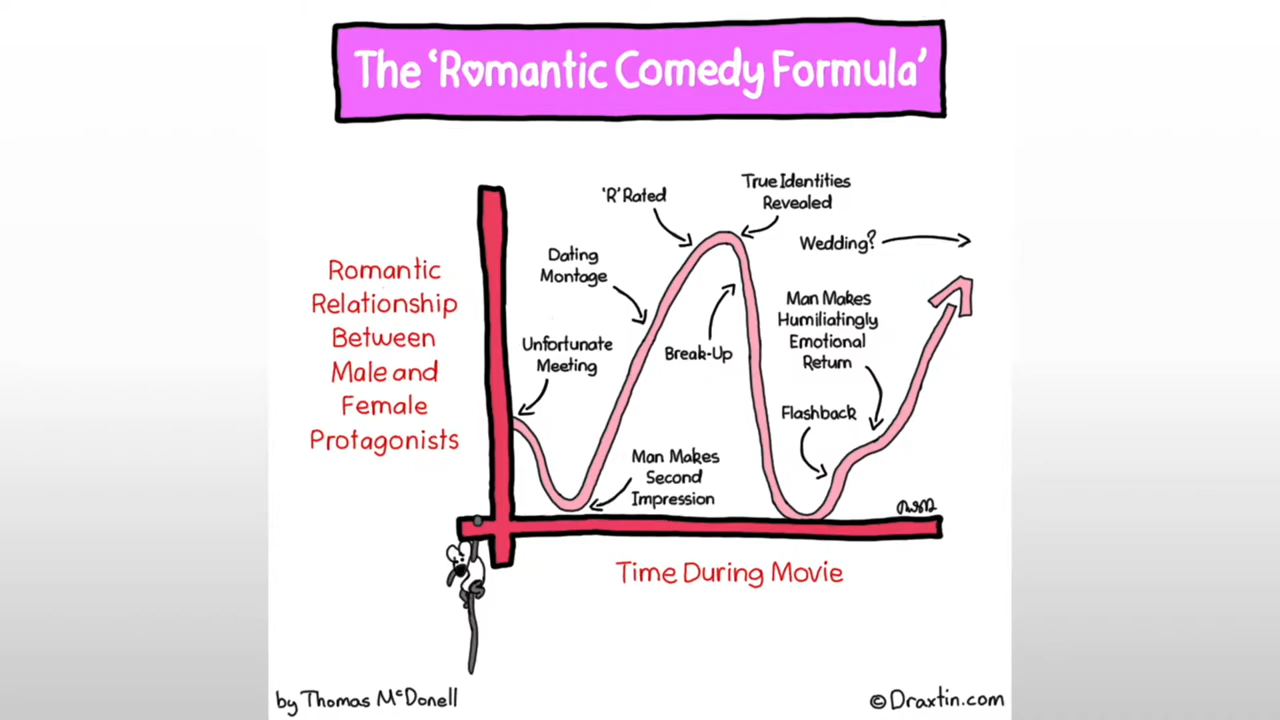 The 'Romantic Comedy Formula'
'R' Rated
True Identities
Revealed
Wedding?
Dating
Montage
Romantic
Relationship
Between
Male and
Female
Protagonists
Unfortunate
Meeting
Break-Up
Man Makes
Humiliatingly
Emotional
Return
Flashback
Man Makes
Second
Impression
Time During Movie
by Thomas McDonell
©Draxtin.com